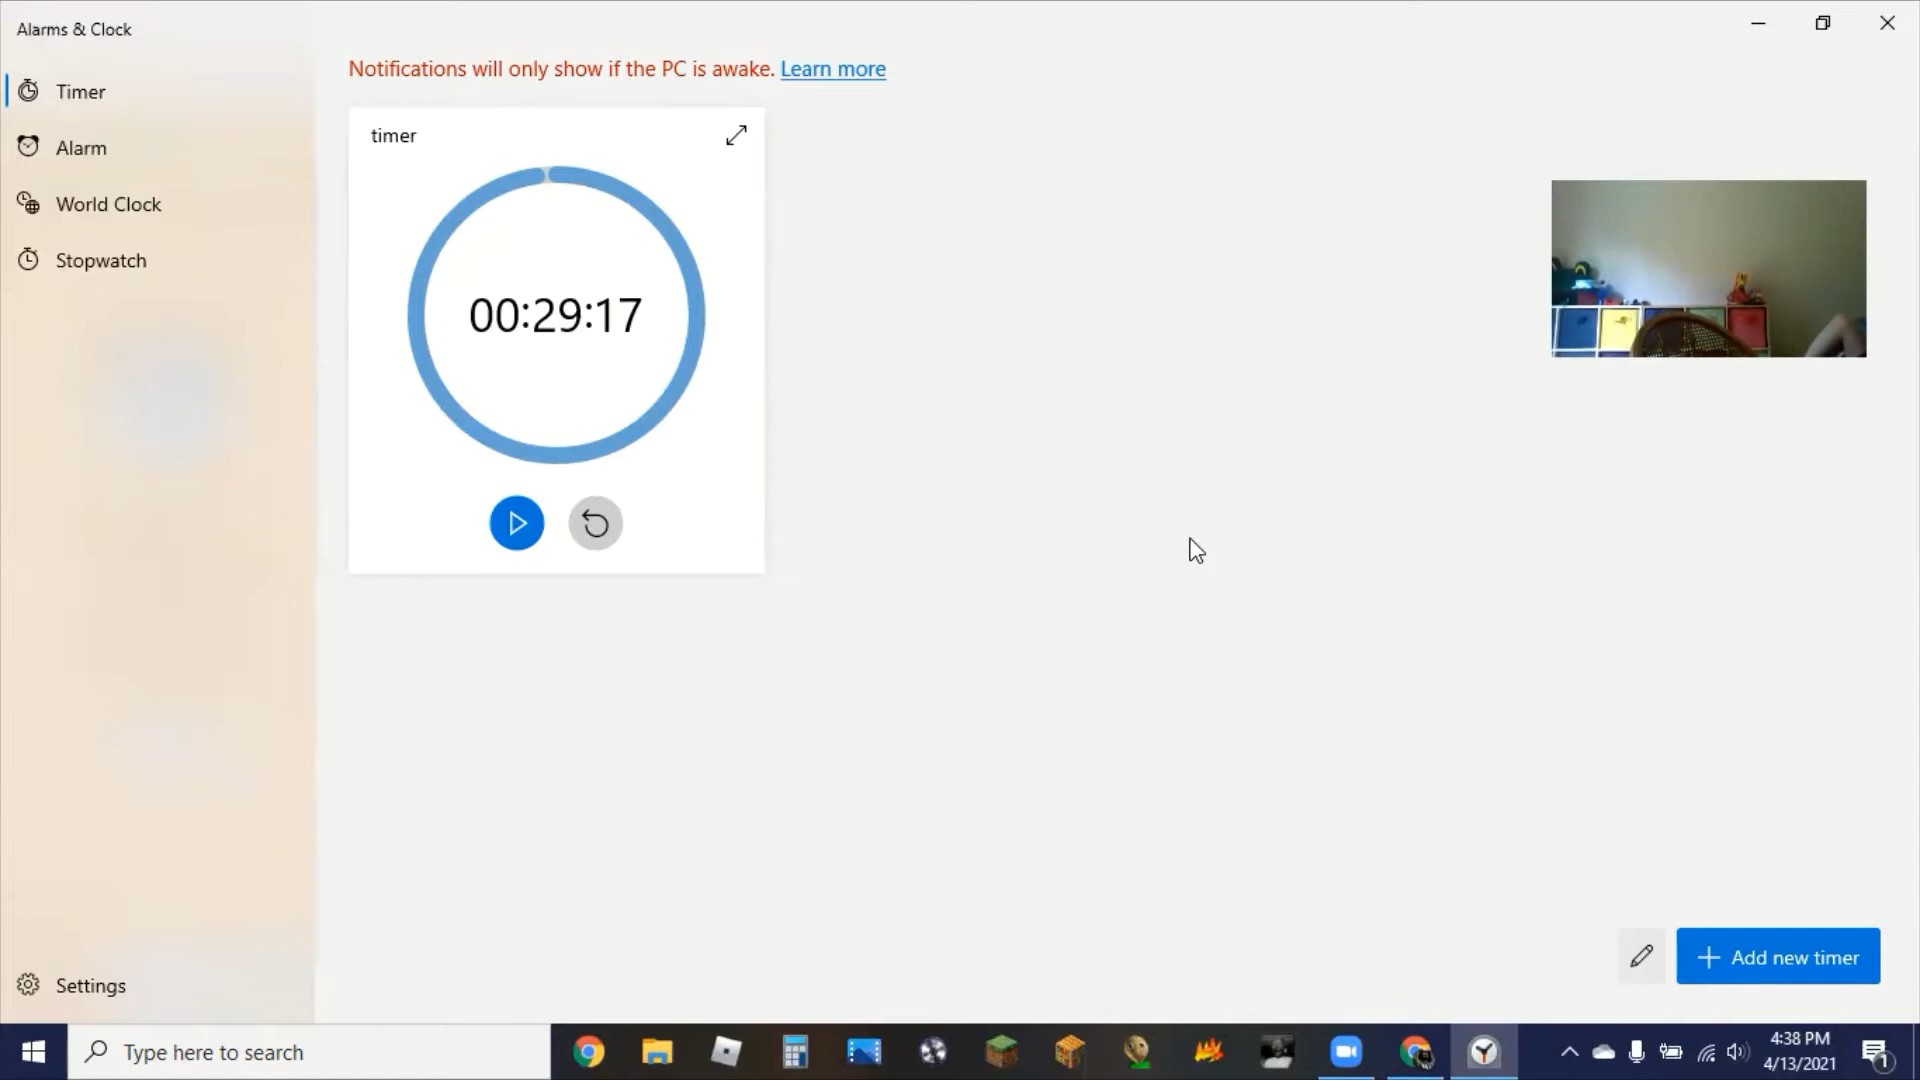 Alarms & Clock
Notifications will only show if the PC is awake. Learn more
Timer
Alarm
World Clock
Stopwatch
timer
00:29:17
Add new timer
Settings
Type here to search
4:38 PM
4/13/2021
1